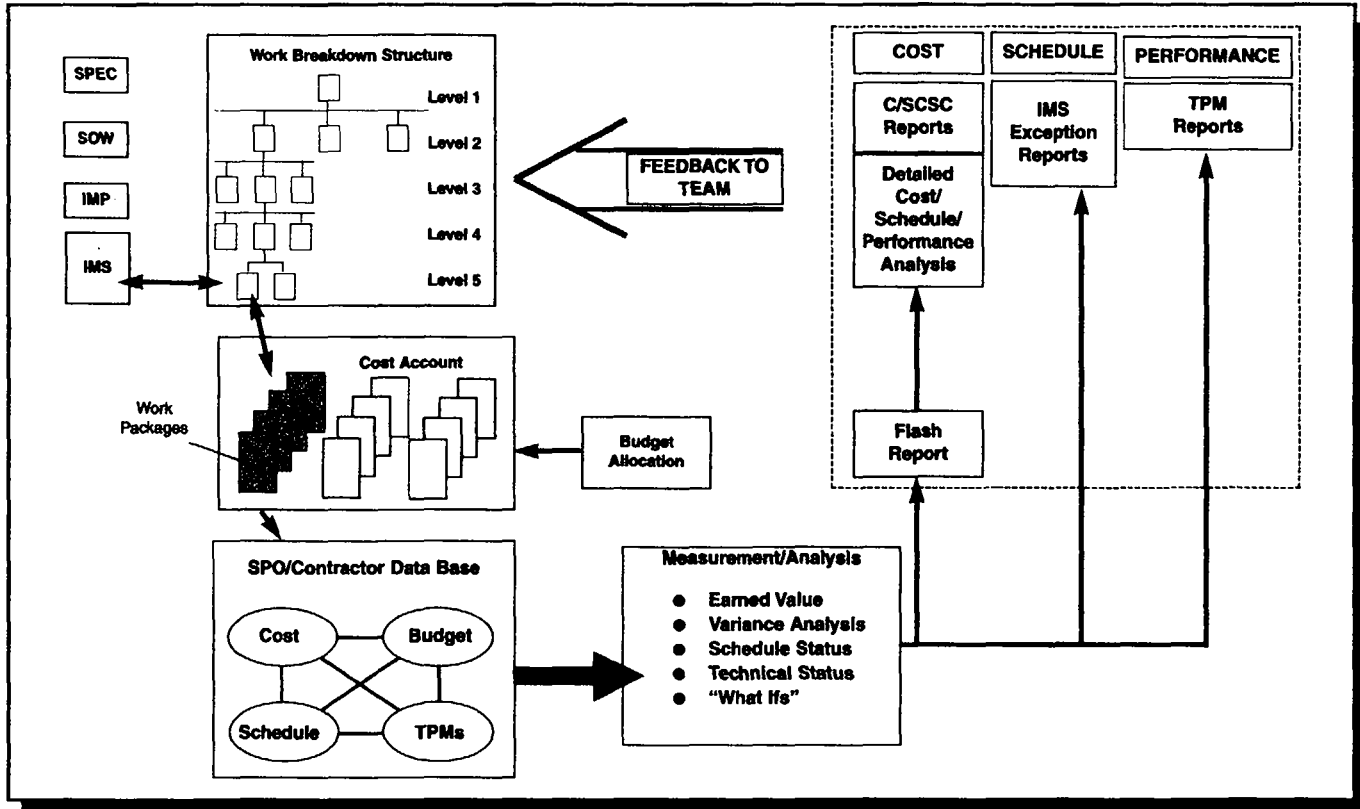 SPEC
SOW
IMP
IMS
Work Breakdown Structure
Level 1
Level 2
Level 3
Level 4
Level 5
FEEDBACK TO
TEAM
COST
SCHEDULE
PERFORMANCE
C/SCSC
Reports
IMS
Exception
Reports
TPM
Reports
Detailed
Cost/
Schedule/
Performance
Analysis
Flash
Report
Cost Account
Work
Packages
Budget
Allocation
SPO/Contractor Data Base
Cost
Budget
Schedule
TPMs
Measurement/Analysis
● Earned Value
● Variance Analysis
● Schedule Status
● Technical Status
● “What Ifs”